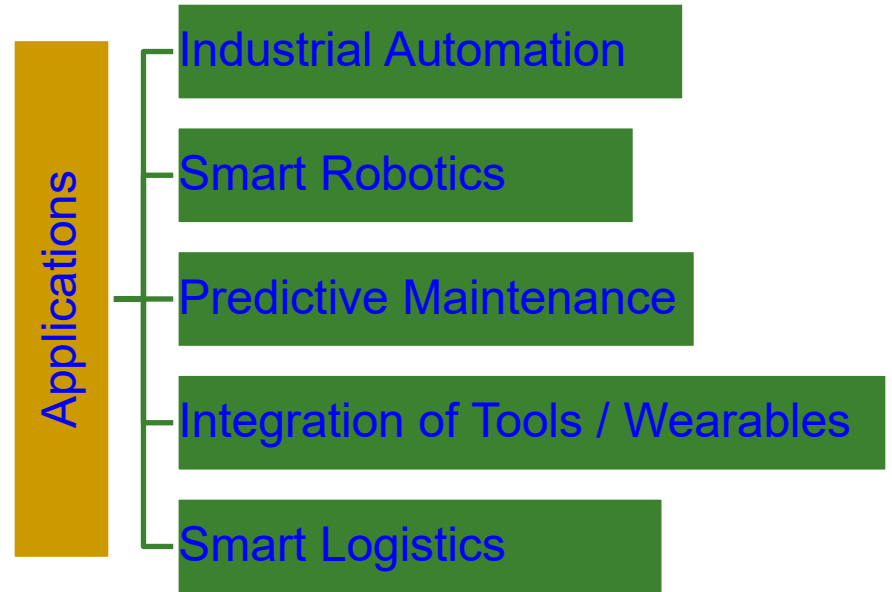 Applications
Industrial Automation
Smart Robotics
Predictive Maintenance
Integration of Tools / Wearables
Smart Logistics